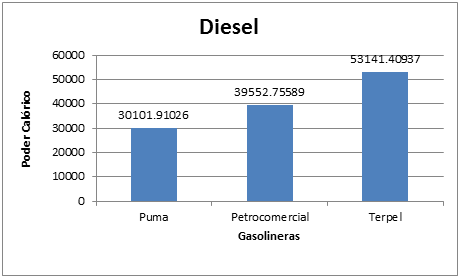 Diesel
60000
50000
40000
30000
20000
10000
0
Poder Calórico
30101.91026
39552.75589
53141.40937
Puma
Petrocomercial
Terpel
Gasolineras